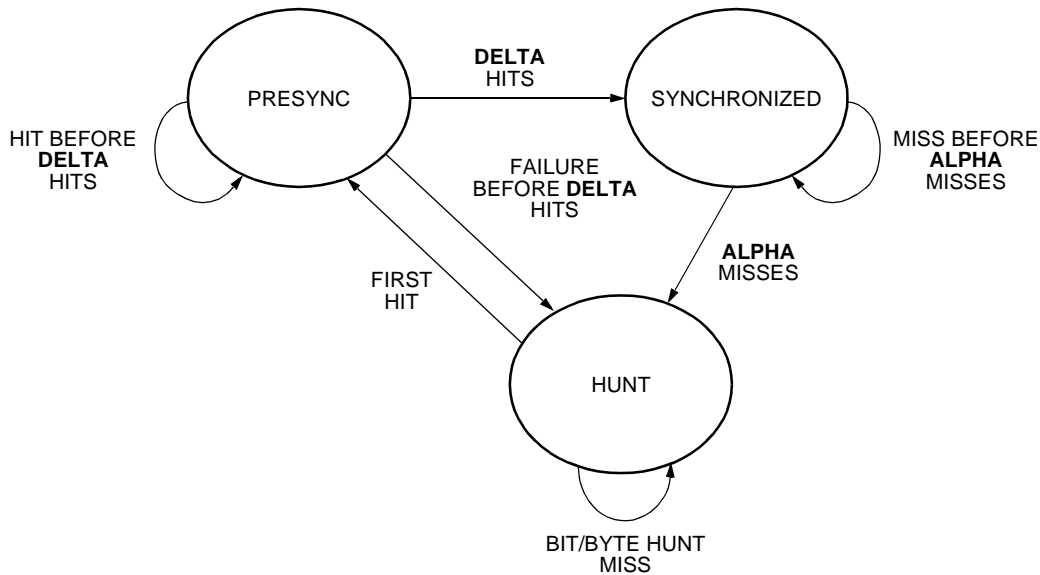 DELTA
HITS
PRESYNC
SYNCHRONIZED
HIT BEFORE
DELTA
HITS
MISS BEFORE
ALPHA
MISSES
FAILURE
BEFORE DELTA
HITS
ALPHA
MISSES
FIRST
HIT
HUNT
BIT/BYTE HUNT
MISS